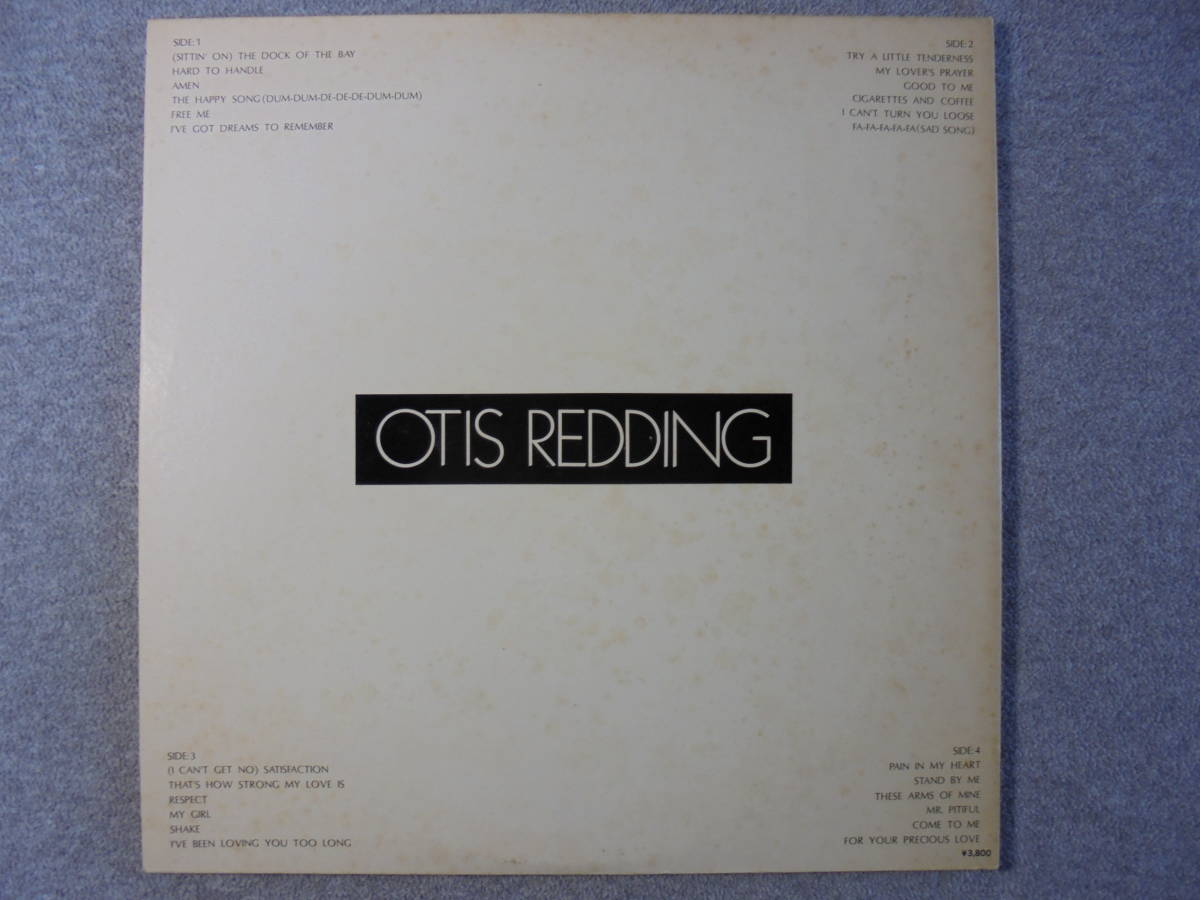 SIDE: 1
(SITTIN' ON) THE DOCK OF THE BAY
HARD TO HANDLE
AMEN
THE HAPPY SONG (DUM-DUM-DE-DE-DE-DUM-DUM)
FREE ME
I'VE GOT DREAMS TO REMEMBER
SIDE: 2
TRY A LITTLE TENDERNESS
MY LOVER'S PRAYER
GOOD TO ME
CIGARETTES AND COFFEE
I CAN'T TURN YOU LOOSE
FA-FA-FA-FA-FA (SAD SONG)
OTIS REDDING
SIDE: 3
(I CAN'T GET NO) SATISFACTION
THAT'S HOW STRONG MY LOVE IS
RESPECT
MY GIRL
SHAKE
I'VE BEEN LOVING YOU TOO LONG
SIDE: 4
PAIN IN MY HEART
STAND BY ME
THESE ARMS OF MINE
MR. PITIFUL
COME TO ME
FOR YOUR PRECIOUS LOVE
¥3,800